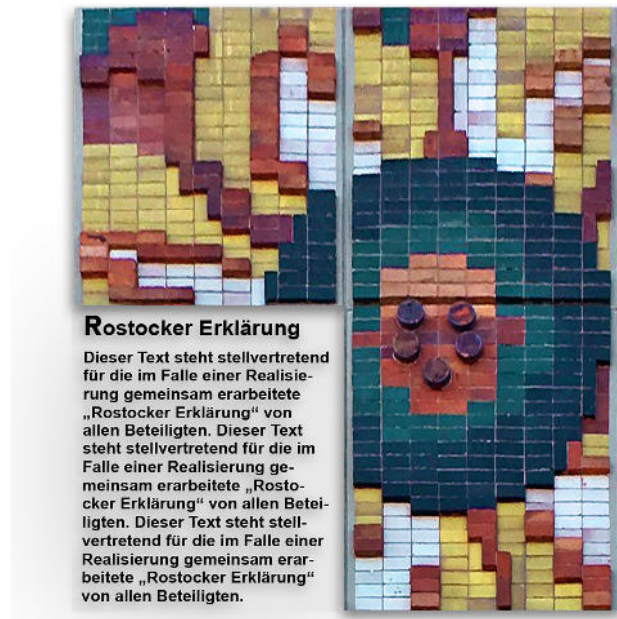 Rostocker Erklärung
Dieser Text steht stellvertretend
für die im Falle einer Realisie-
rung gemeinsam erarbeitete
„Rostocker Erklärung“ von
allen Beteiligten. Dieser Text
steht stellvertretend für die im
Falle einer Realisierung ge-
meinsam erarbeitete „Rosto-
cker Erklärung“ von allen Betei-
ligten. Dieser Text steht stell-
vertretend für die im Falle einer
Realisierung gemeinsam erar-
beitete „Rostocker Erklärung“
von allen Beteiligten.